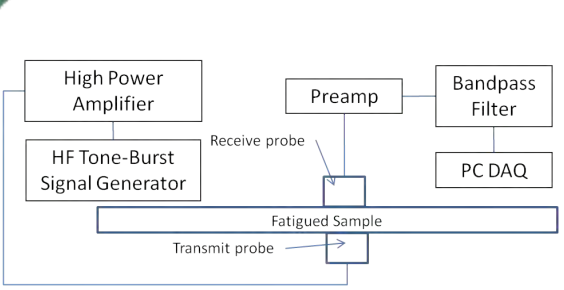 High Power
Amplifier
HF Tone-Burst
Signal Generator
Receive probe
Preamp
Bandpass
Filter
PC DAQ
Fatigued Sample
Transmit probe